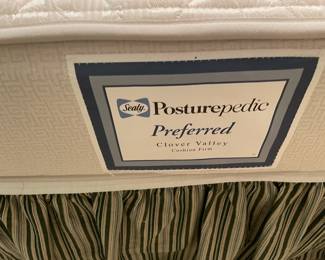 Sealy Posturepedic
Preferred
Clover Valley
Cushion Firm